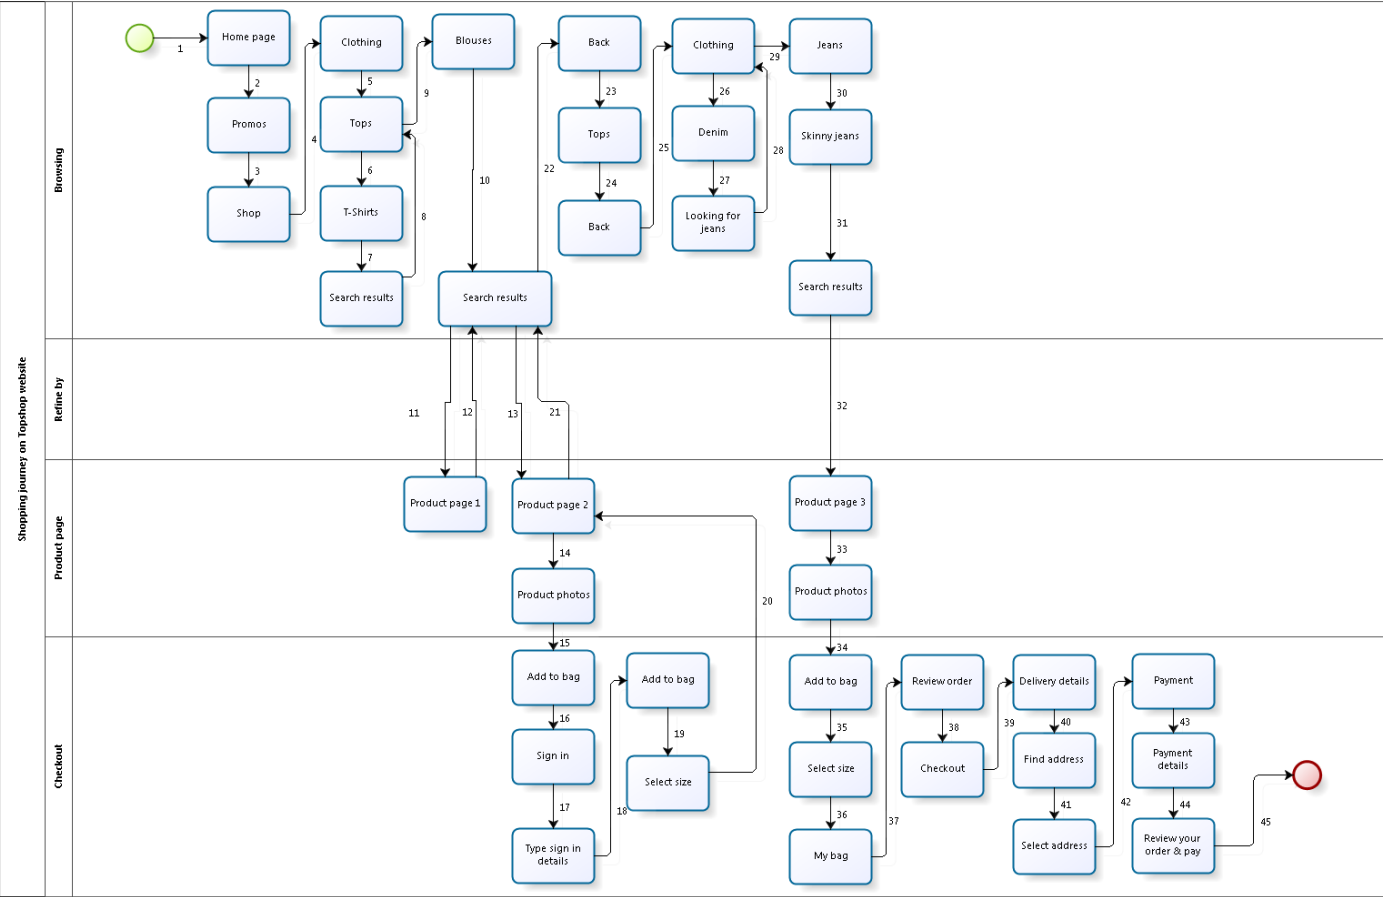 Shopping journey on Topshop website
Browsing
1
Home page
2
Promos
3
Shop
4
Clothing
5
Tops
6
T-Shirts
7
Search results
8
9
Blouses
10
Search results
22
Back
23
Tops
24
Back
25
Clothing
26
Denim
27
Looking for
jeans
28
29
Jeans
30
Skinny jeans
31
Search results
Refine by
11
12
13
21
32
Product page
Product page 1
Product page 2
14
Product photos
20
Product page 3
33
Product photos
Checkout
15
Add to bag
16
Sign in
17
Type sign in
details
18
Add to bag
19
Select size
34
Add to bag
35
Select size
36
My bag
37
Review order
38
Checkout
39
Delivery details
40
Find address
41
Select address
42
Payment
43
Payment
details
44
Review your
order & pay
45